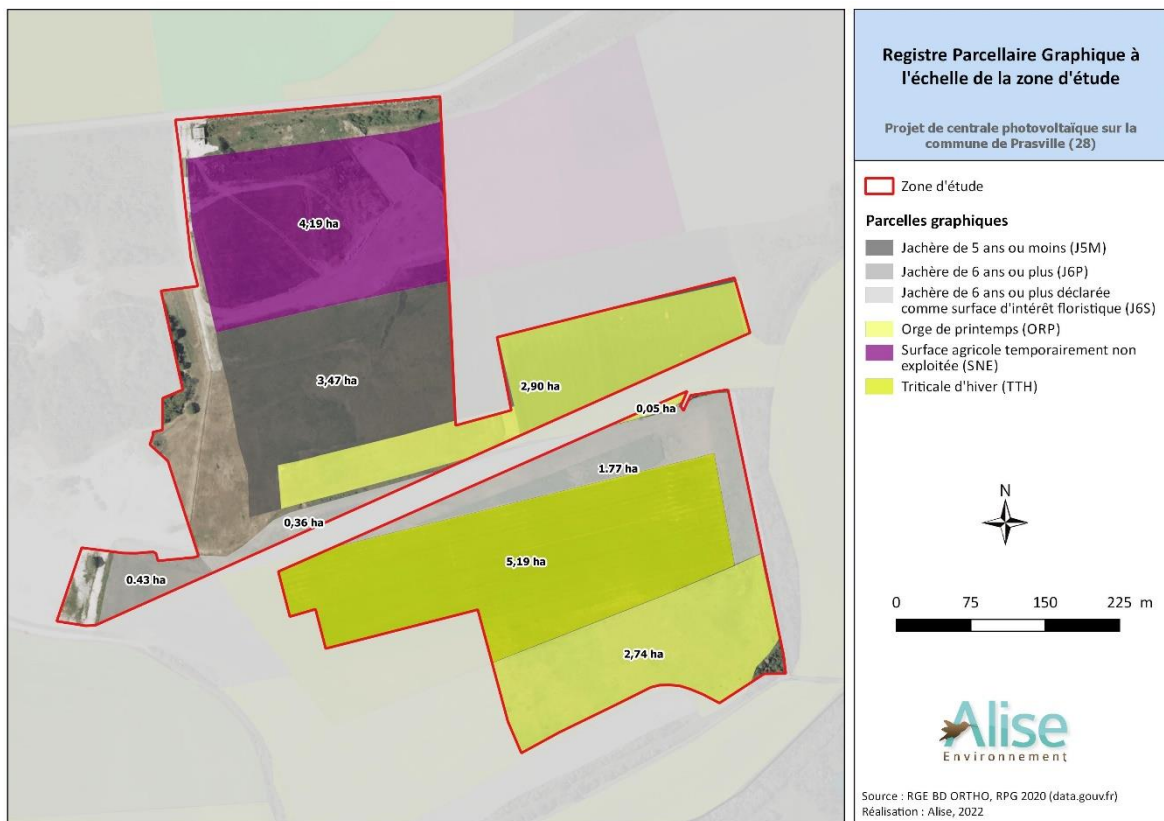 4,19 ha
3,47 ha
2,90 ha
0,05 ha
1.77 ha
0,36 ha
0.43 ha
5,19 ha
2,74 ha
Registre Parcellaire Graphique à
l'échelle de la zone d'étude
Projet de centrale photovoltaïque sur la
commune de Prasville (28)
Zone d'étude
Parcelles graphiques
Jachère de 5 ans ou moins (J5M)
Jachère de 6 ans ou plus (J6P)
Jachère de 6 ans ou plus déclarée
comme surface d'intérêt floristique (J6S)
Orge de printemps (ORP)
Surface agricole temporairement non
exploitée (SNE)
Triticale d'hiver (TTH)
N
0 75 150 225 m
Alise
Environnement
Source : RGE BD ORTHO, RPG 2020 (data.gouv.fr)
Réalisation : Alise, 2022